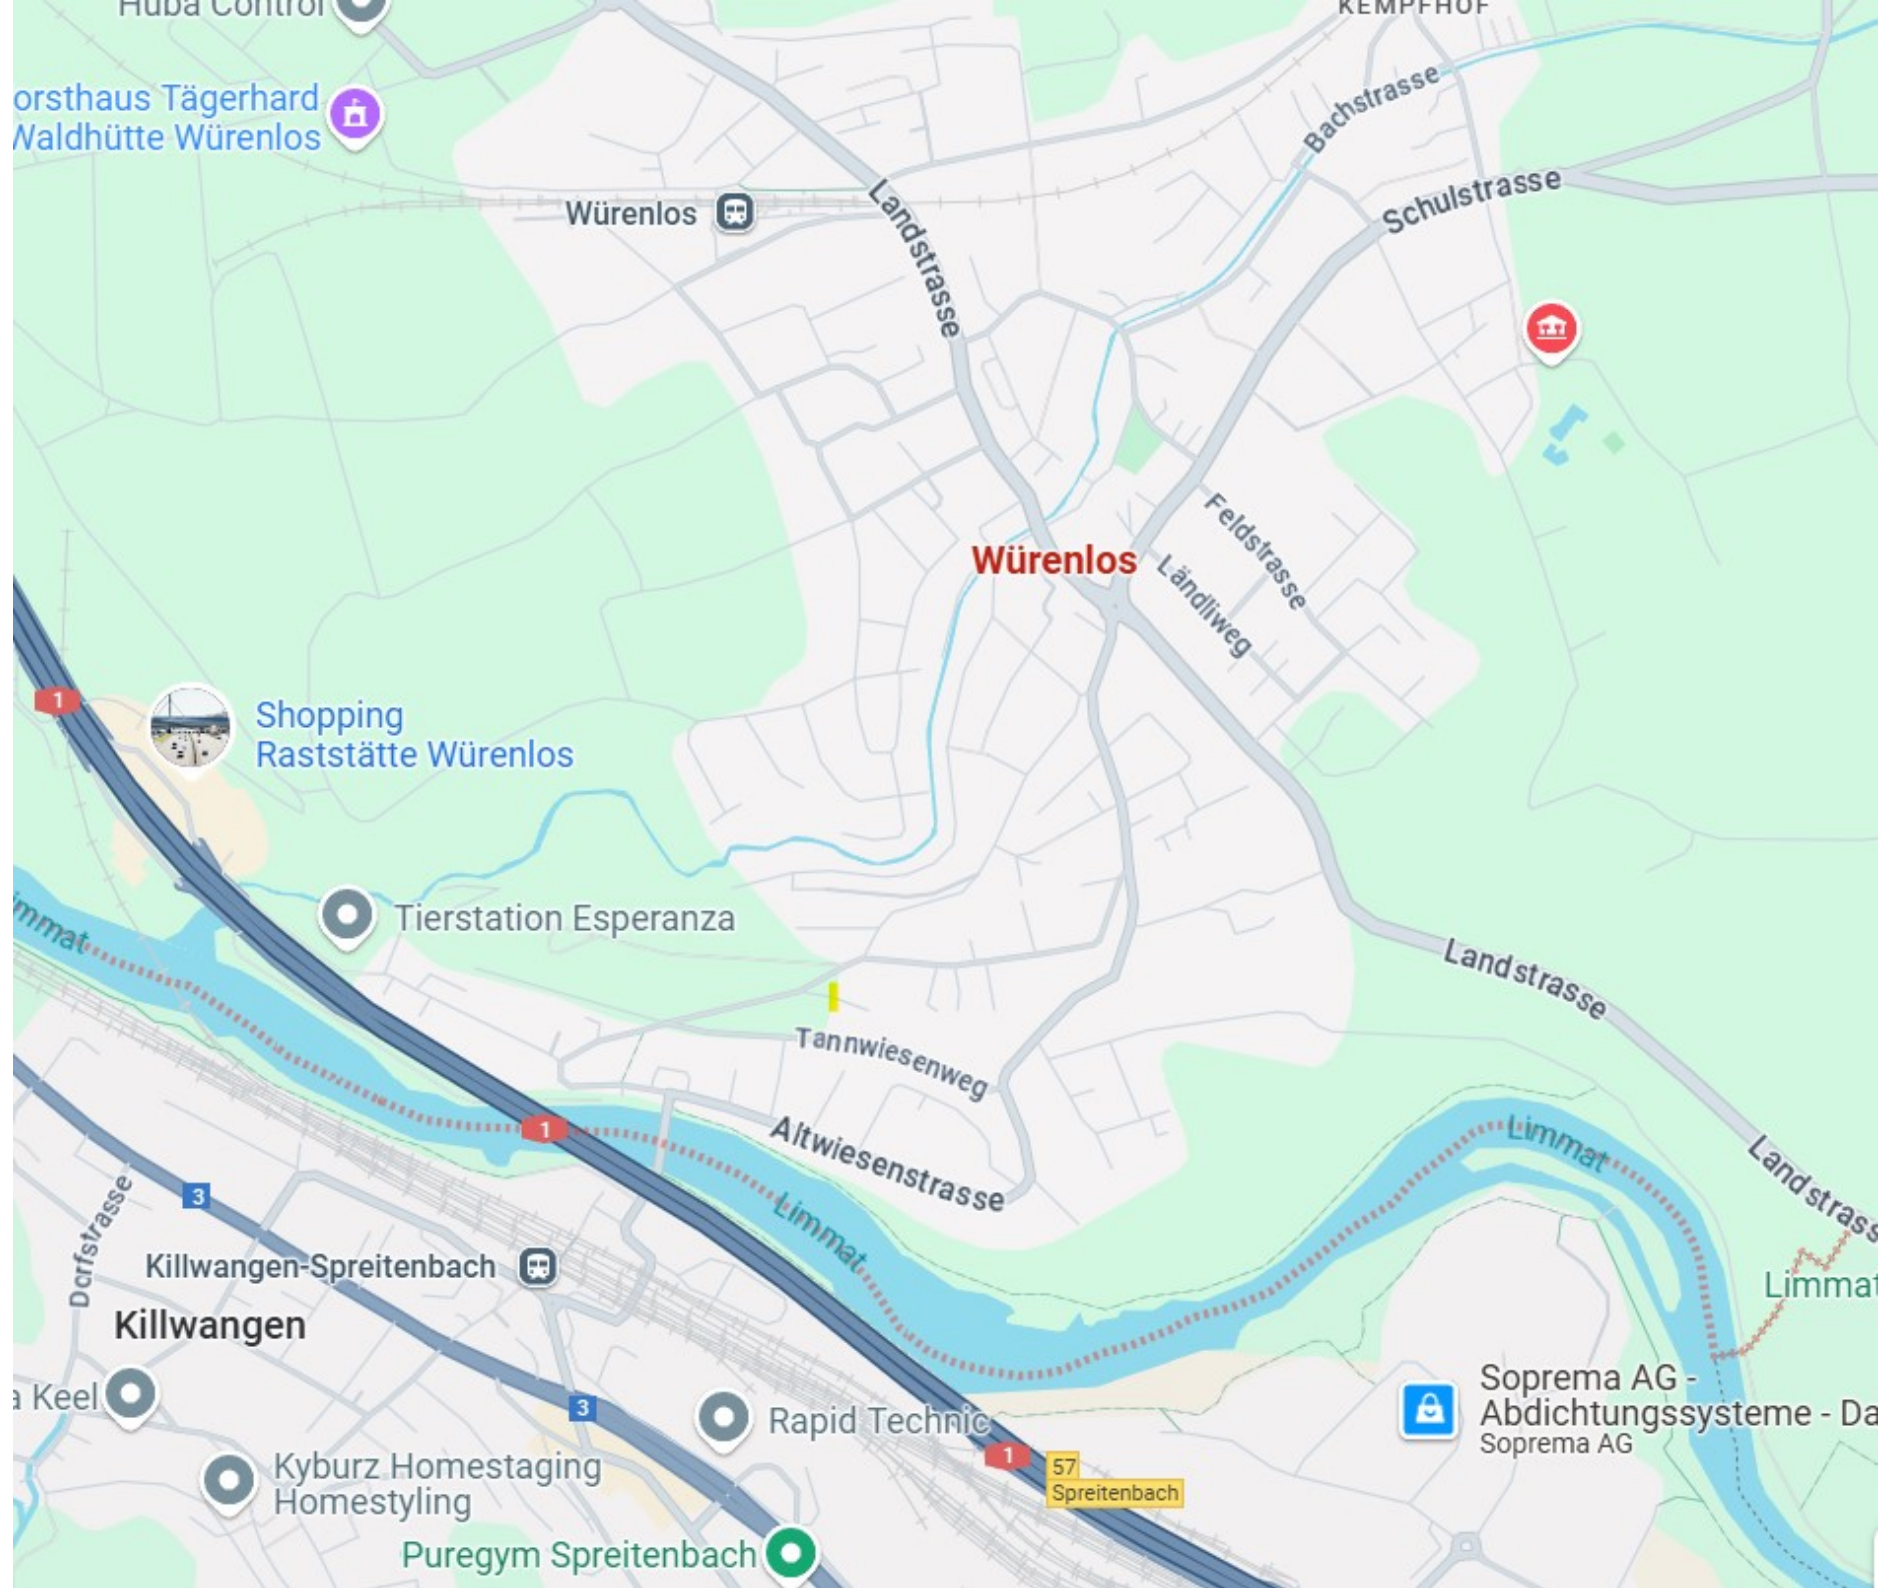 Huba Control
KEMPFHOF
orsthaus Tägerhard
Waldhütte Würenlos
Bachstrasse
Würenlos
Landstrasse
Schulstrasse
Würenlos
Feldstrasse
Ländliweg
1
Shopping
Raststätte Würenlos
Tierstation Esperanza
immat
Landstrasse
Tannwiesenweg
1
Altwiesenstrasse
Limmat
Limmat
Landstrass
3
Dorfstrasse
Killwangen-Spreitenbach
Limmat
Killwangen
a Keel
3
Rapid Technic
Soprema AG -
Abdichtungssysteme - Da
Soprema AG
1
57
Spreitenbach
Kyburz Homestaging
Homestyling
Puregym Spreitenbach